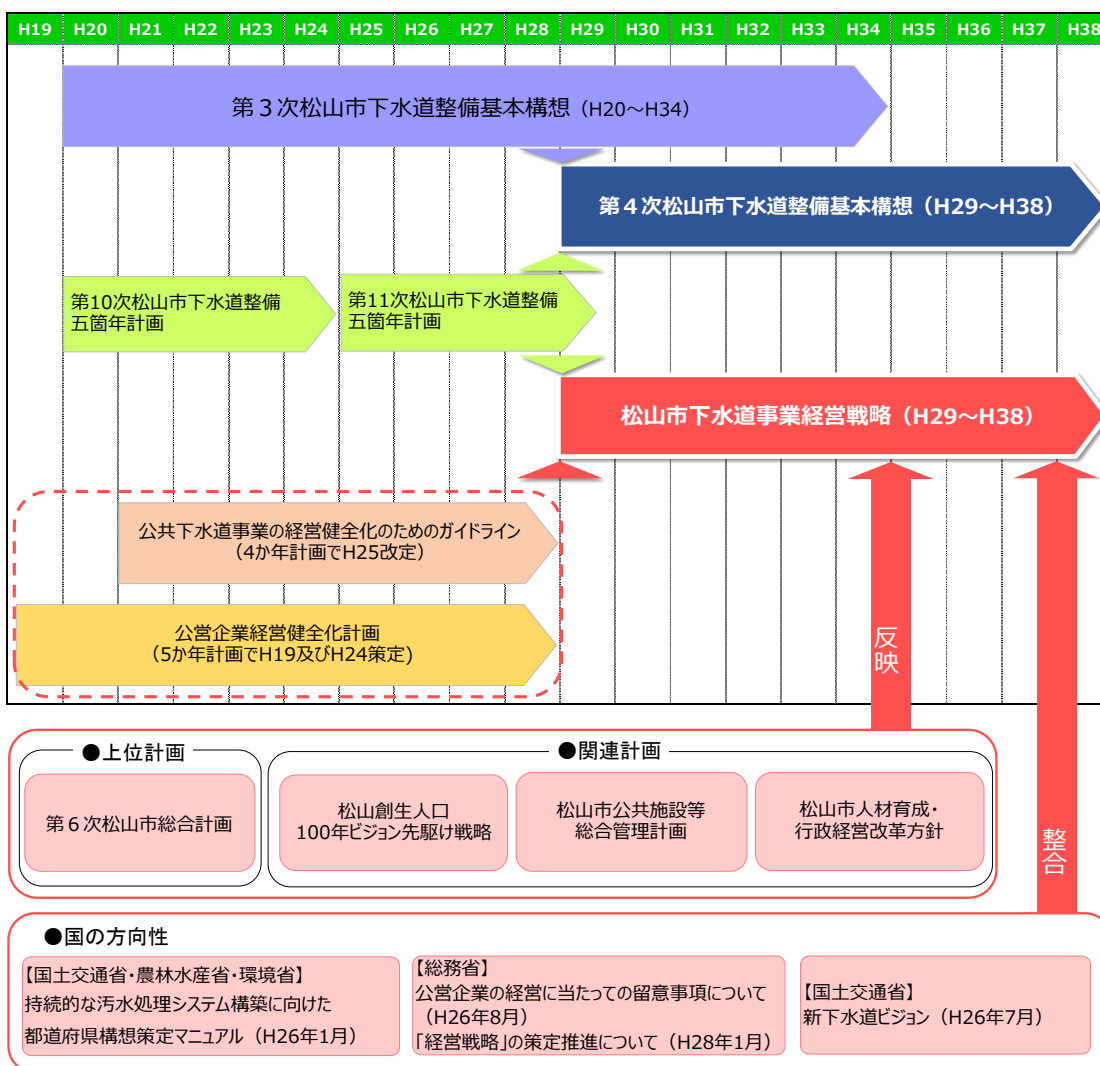 H19 H20 H21 H22 H23 H24 H25 H26 H27 H28 H29 H30 H31 H32 H33 H34 H35 H36 H37 H38
第3次松山市下水道整備基本構想（H20～H34）
第4次松山市下水道整備基本構想（H29～H38）
第10次松山市下水道整備
五箇年計画
第11次松山市下水道整備
五箇年計画
松山市下水道事業経営戦略（H29～H38）
公共下水道事業の経営健全化のためのガイドライン
（4か年計画でH25改定）
公営企業経営健全化計画
(5か年計画でH19及びH24策定)
反映
整合
●上位計画
第6次松山市総合計画
●関連計画
松山創生人口
100年ビジョン先駆け戦略
松山市公共施設等
総合管理計画
松山市人材育成・
行政経営改革方針
●国の方向性
【国土交通省・農林水産省・環境省】
持続的な汚水処理システム構築に向けた
都道府県構想策定マニュアル（H26年1月）
【総務省】
公営企業の経営に当たっての留意事項について
（H26年8月）
「経営戦略」の策定推進について（H28年1月）
【国土交通省】
新下水道ビジョン（H26年7月）